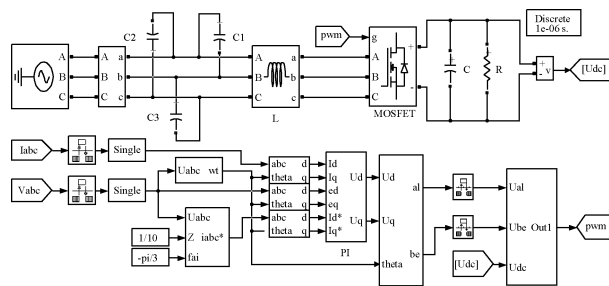 C2
C1
pwm
g
Discrete
1e-06 s.
A A a A A A +
B B b B B B
C C c C C C -
C R
+
- v
[Udc]
L
MOSFET
C3
Iabc
Single
Vabc
Single
Uabc wt
abc d Id
theta q Iq
abc d ed
theta q eq
abc d Id*
theta q Iq*
Ud Ud
Uq Uq
PI
theta
al
be
Uabc
Z iabc*
fai
1/10
-pi/3
Ual
Ube Out1
Udc
[Udc]
pwm